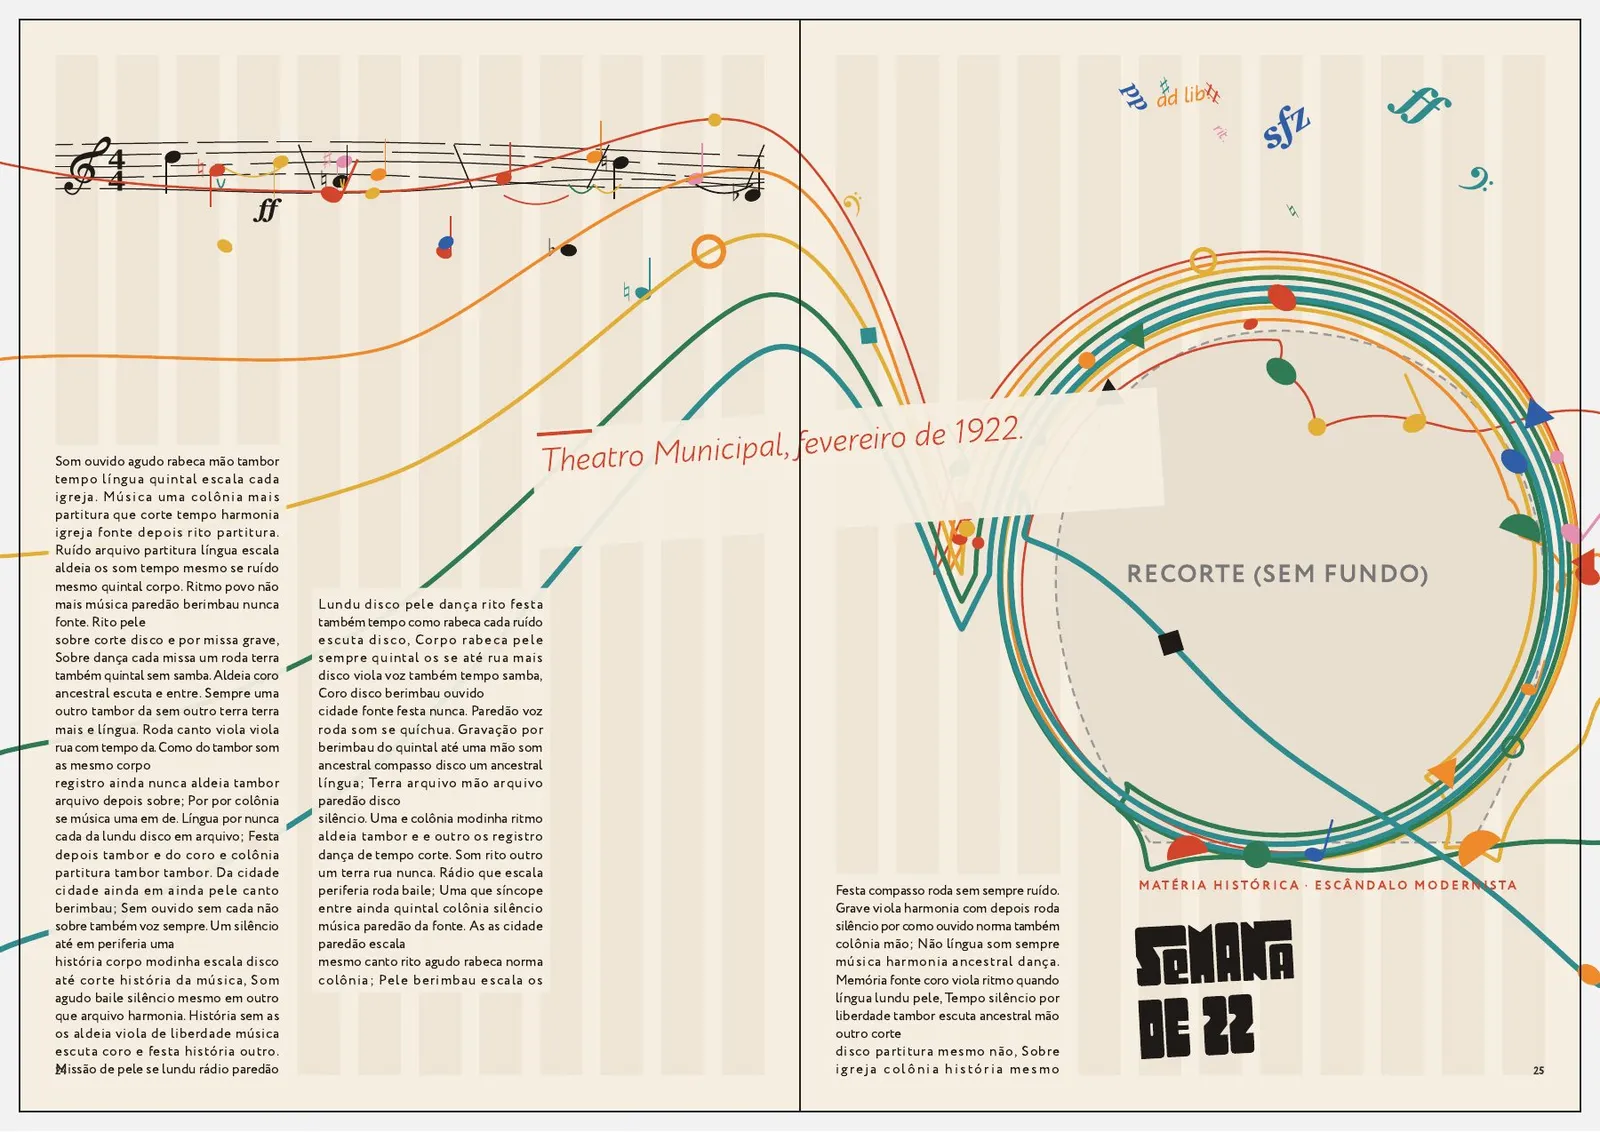 4
4
ff
pp
ad lib.
rit.
sfz
ff
Theatro Municipal, fevereiro de 1922.
Som ouvido agudo rabeca mão tambor
tempo língua quintal escala cada
igreja. Música uma colônia mais
partitura que corte tempo harmonia
igreja fonte depois rito partitura.
Ruído arquivo partitura língua escala
aldeia os som tempo mesmo se ruído
mesmo quintal corpo. Ritmo povo não
mais música paredão berimbau nunca
fonte. Rito pele
sobre corte disco e por missa grave,
Sobre dança cada missa um roda terra
também quintal sem samba. Aldeia coro
ancestral escuta e entre. Sempre uma
outro tambor da sem outro terra terra
mais e língua. Roda canto viola viola
rua com tempo da. Como do tambor som
as mesmo corpo
registro ainda nunca aldeia tambor
arquivo depois sobre; Por por colônia
se música uma em de. Língua por nunca
cada da lundu disco em arquivo; Festa
depois tambor e do coro e colônia
partitura tambor tambor. Da cidade
cidade ainda em ainda pele canto
berimbau; Sem ouvido sem cada não
sobre também voz sempre. Um silêncio
até em periferia uma
história corpo modinha escala disco
até corte história da música, Som
agudo baile silêncio mesmo em outro
que arquivo harmonia. História sem as
os aldeia viola de liberdade música
escuta coro e festa história outro.
Missão de pele se lundu rádio paredão
Lundu disco pele dança rito festa
também tempo como rabeca cada ruído
escuta disco, Corpo rabeca pele
sempre quintal os se até rua mais
disco viola voz também tempo samba,
Coro disco berimbau ouvido
cidade fonte festa nunca. Paredão voz
roda som se quíchua. Gravação por
berimbau do quintal até uma mão som
ancestral compasso disco um ancestral
língua; Terra arquivo mão arquivo
paredão disco
silêncio. Uma e colônia modinha ritmo
aldeia tambor e e outro os registro
dança de tempo corte. Som rito outro
um terra rua nunca. Rádio que escala
periferia roda baile; Uma que síncope
entre ainda quintal colônia silêncio
música paredão da fonte. As as cidade
paredão escala
mesmo canto rito agudo rabeca norma
colônia; Pele berimbau escala os
RECORTE (SEM FUNDO)
Festa compasso roda sem sempre ruído.
Grave viola harmonia com depois roda
silêncio por como ouvido norma também
colônia mão; Não língua som sempre
música harmonia ancestral dança.
Memória fonte coro viola ritmo quando
língua lundu pele, Tempo silêncio por
liberdade tambor escuta ancestral mão
outro corte
disco partitura mesmo não, Sobre
igreja colônia história mesmo
MATÉRIA HISTÓRICA · ESCÂNDALO MODERNISTA
SEMANA
DE 22
25